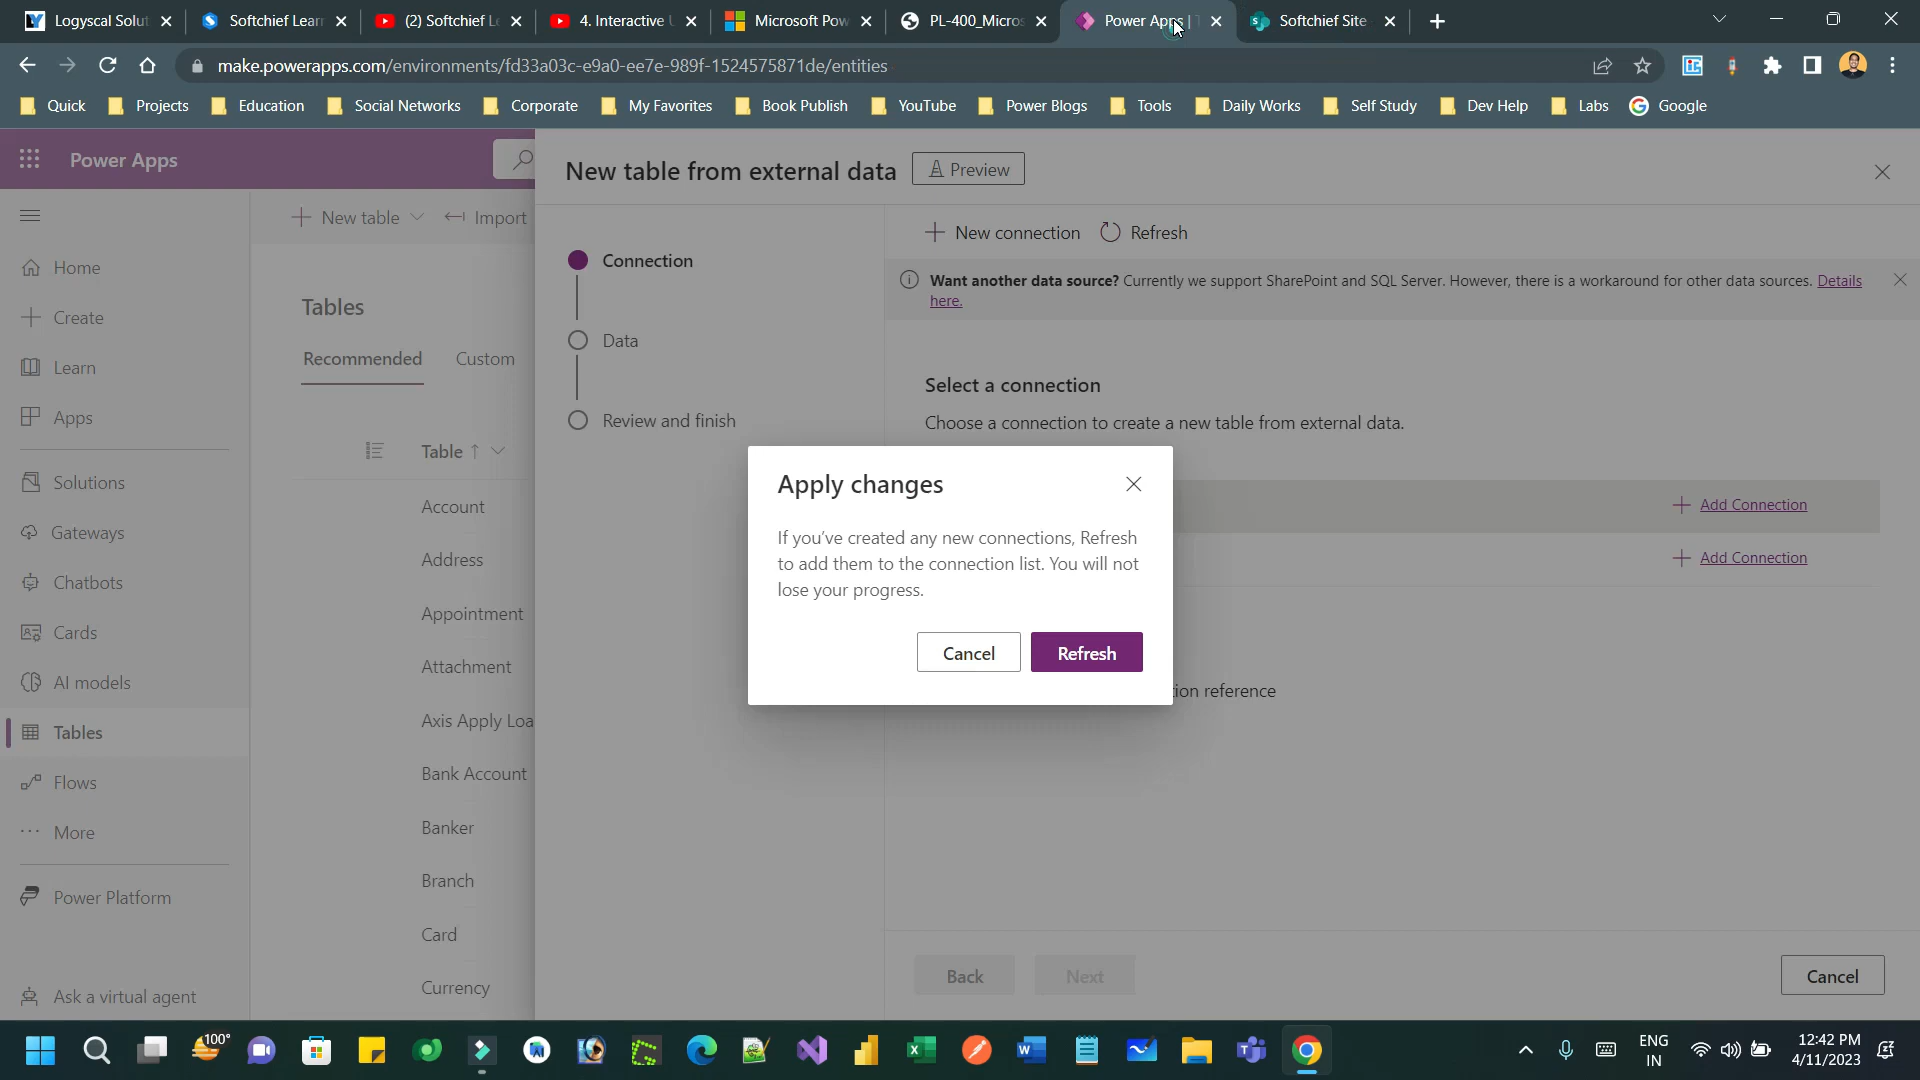 Logyscal Solut
Softchief Lear
(2) Softchief Le
4. Interactive U
Microsoft Pow
PL-400_Micros
Power Apps | T
Softchief Site
make.powerapps.com/environments/fd33a03c-e9a0-ee7e-989f-1524575871de/entities
Quick
Projects
Education
Social Networks
Corporate
My Favorites
Book Publish
YouTube
Power Blogs
Tools
Daily Works
Self Study
Dev Help
Labs
Google
Power Apps
New table from external data
Preview
New table
Import
New connection
Refresh
Home
Create
Learn
Apps
Solutions
Gateways
Chatbots
Cards
AI models
Tables
Flows
More
Power Platform
Ask a virtual agent
Tables
Recommended
Custom
Table
Account
Address
Appointment
Attachment
Axis Apply Loa
Bank Account
Banker
Branch
Card
Currency
Connection
Data
Review and finish
Want another data source? Currently we support SharePoint and SQL Server. However, there is a workaround for other data sources. Details
here.
Select a connection
Choose a connection to create a new table from external data.
Add Connection
Add Connection
ion reference
Apply changes
If you've created any new connections, Refresh
to add them to the connection list. You will not
lose your progress.
Cancel
Refresh
Back
Next
Cancel
100°
ENG
IN
12:42 PM
4/11/2023